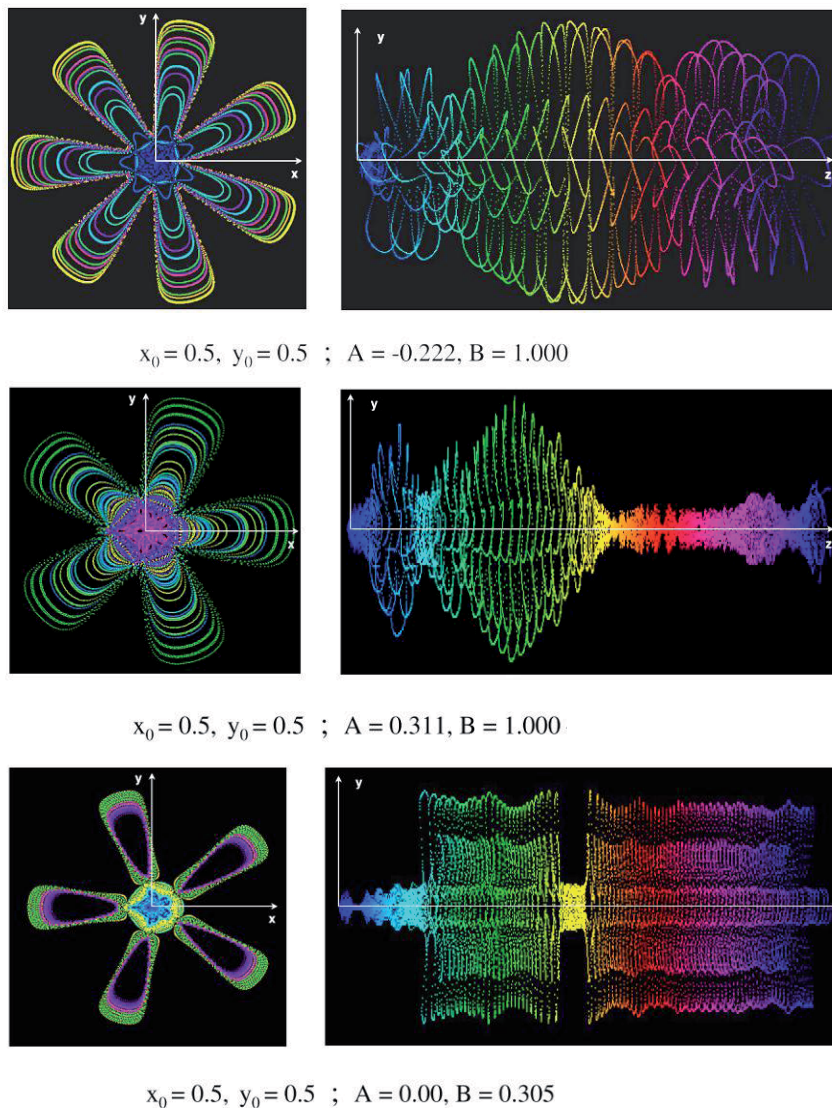 y
x
y
z
x₀ = 0.5, y₀ = 0.5 ; A = -0.222, B = 1.000
y
x
y
z
x₀ = 0.5, y₀ = 0.5 ; A = 0.311, B = 1.000
y
x
y
x₀ = 0.5, y₀ = 0.5 ; A = 0.00, B = 0.305